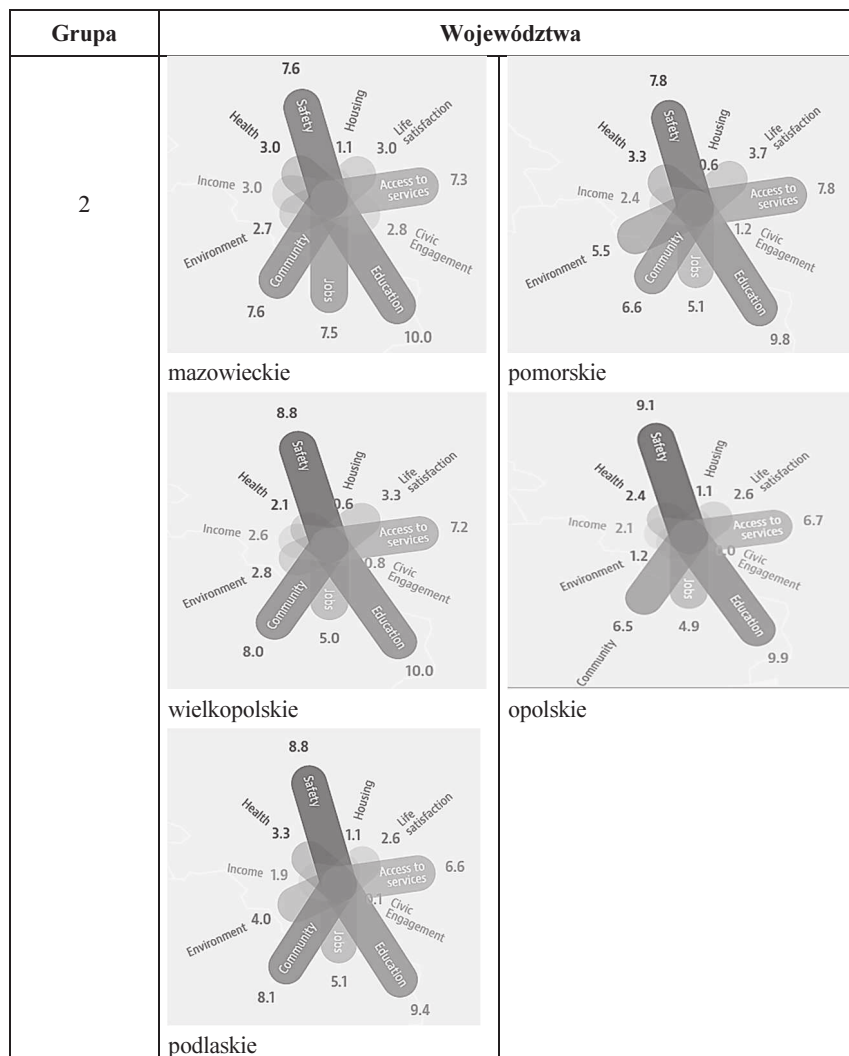 Grupa
Województwa
2
7.6
Safety
Health
3.0
Housing
1.1
Life
satisfaction
3.0
Income 3.0
Access to
services
7.3
Environment
2.7
2.8
Civic
Engagement
Community
7.6
Jobs
7.5
Education
10.0
mazowieckie
7.8
Safety
Health
3.3
Housing
0.6
Life
satisfaction
3.7
Income 2.4
Access to
services
7.8
Environment
5.5
1.2
Civic
Engagement
Community
6.6
Jobs
5.1
Education
9.8
pomorskie
8.8
Safety
Health
2.1
Housing
0.6
Life
satisfaction
3.3
Income 2.6
Access to
services
7.2
Environment
2.8
0.8
Civic
Engagement
Community
8.0
Jobs
5.0
Education
10.0
wielkopolskie
9.1
Safety
Health
2.4
Housing
1.1
Life
satisfaction
2.6
Income 2.1
Access to
services
6.7
Environment
1.2
0.0
Civic
Engagement
Community
6.5
Jobs
4.9
Education
9.9
opolskie
8.8
Safety
Health
3.3
Housing
1.1
Life
satisfaction
2.6
Income 1.9
Access to
services
6.6
Environment
4.0
Civic
Engagement
Community
8.1
Jobs
5.1
Education
9.4
podlaskie